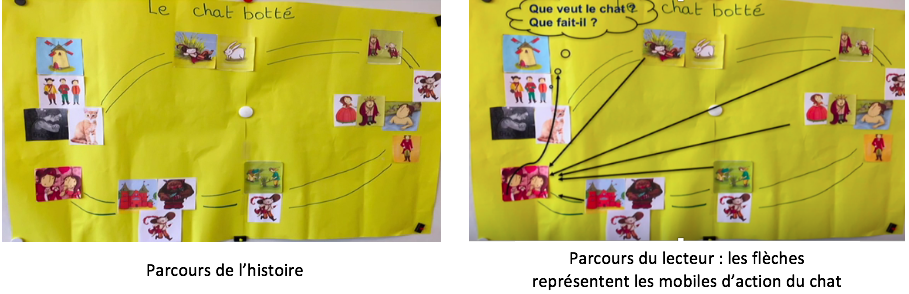 Le chat botté
Que veut le chat ?
Que fait-il ?
chat botté
Parcours de l'histoire
Parcours du lecteur : les flèches
représentent les mobiles d'action du chat